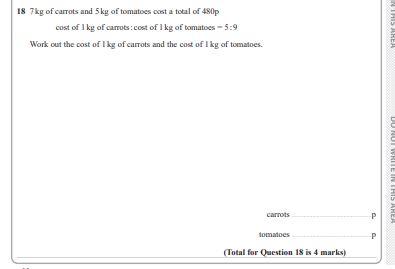 18 7 kg of carrots and 5 kg of tomatoes cost a total of 480p
cost of 1 kg of carrots : cost of 1 kg of tomatoes = 5 : 9
Work out the cost of 1 kg of carrots and the cost of 1 kg of tomatoes.
carrots p
tomatoes p
(Total for Question 18 is 4 marks)
IN THIS AREA
DO NOT WRITE IN THIS AREA